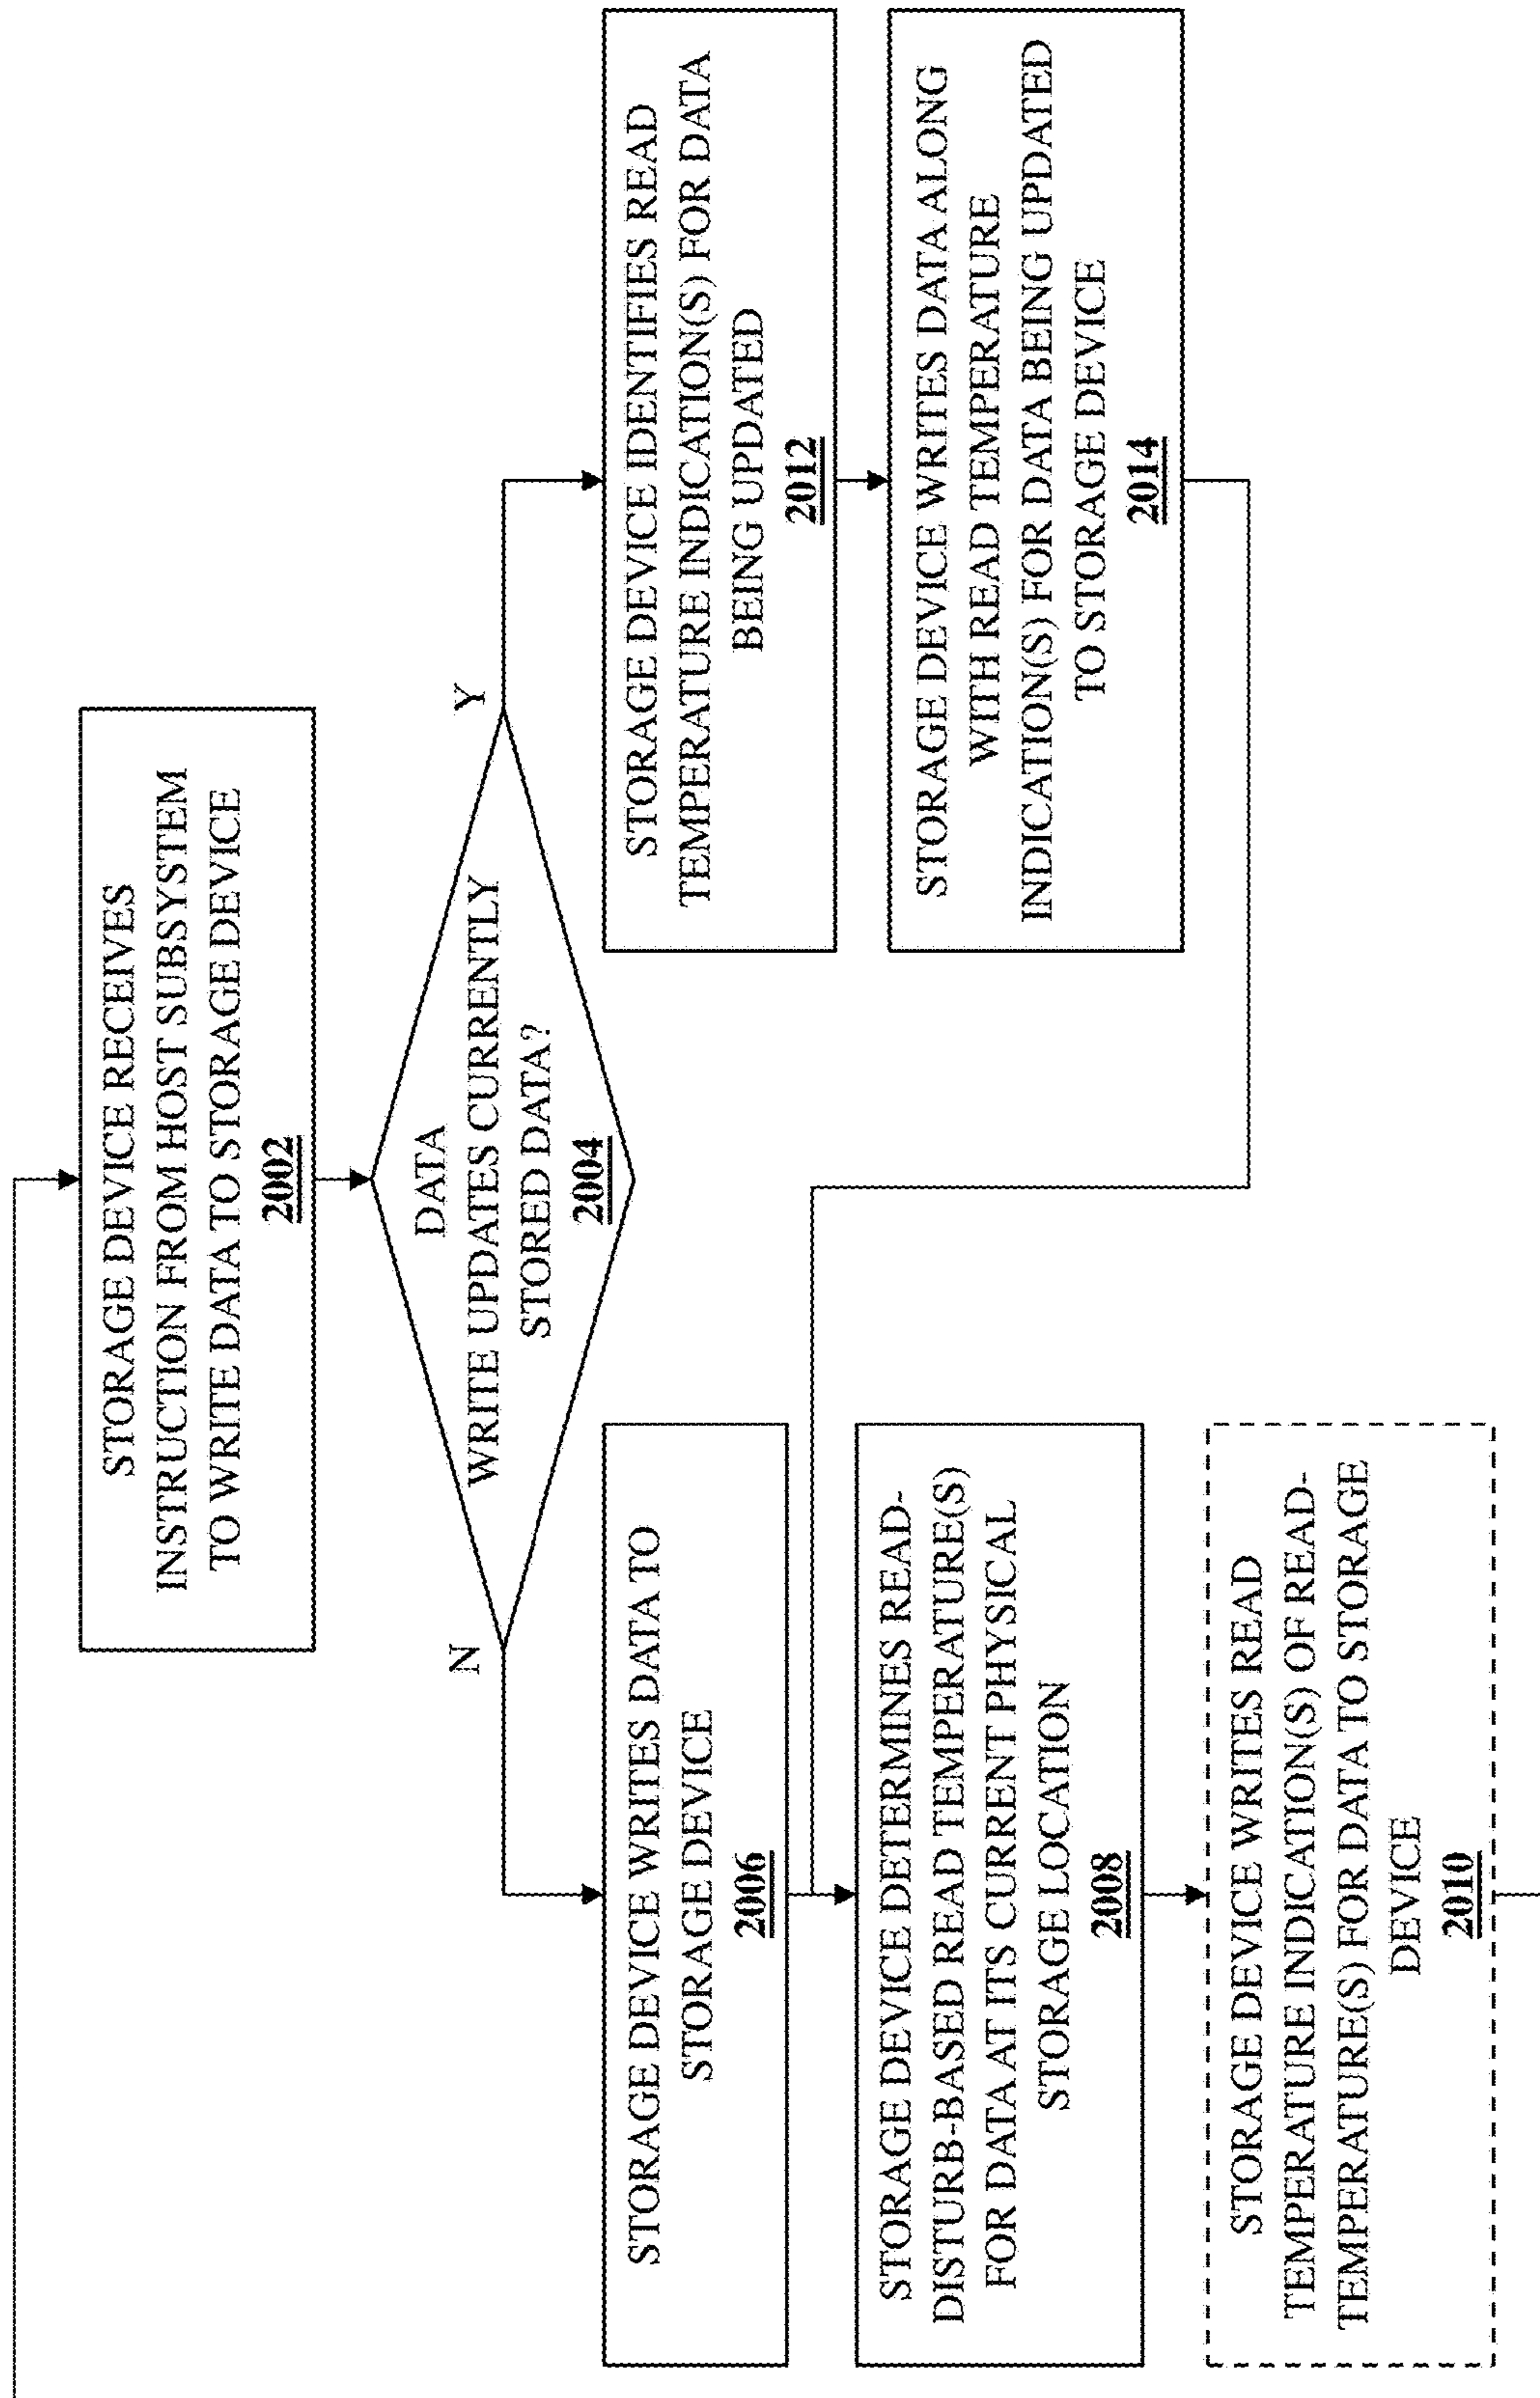 STORAGE DEVICE RECEIVES
INSTRUCTION FROM HOST SUBSYSTEM
TO WRITE DATA TO STORAGE DEVICE
2002
DATA
WRITE UPDATES CURRENTLY
STORED DATA?
2004
N
Y
STORAGE DEVICE WRITES DATA TO
STORAGE DEVICE
2006
STORAGE DEVICE DETERMINES READ-
DISTURB-BASED READ TEMPERATURE(S)
FOR DATA AT ITS CURRENT PHYSICAL
STORAGE LOCATION
2008
STORAGE DEVICE WRITES READ
TEMPERATURE INDICATION(S) OF READ-
TEMPERATURE(S) FOR DATA TO STORAGE
DEVICE
2010
STORAGE DEVICE IDENTIFIES READ
TEMPERATURE INDICATION(S) FOR DATA
BEING UPDATED
2012
STORAGE DEVICE WRITES DATA ALONG
WITH READ TEMPERATURE
INDICATION(S) FOR DATA BEING UPDATED
TO STORAGE DEVICE
2014